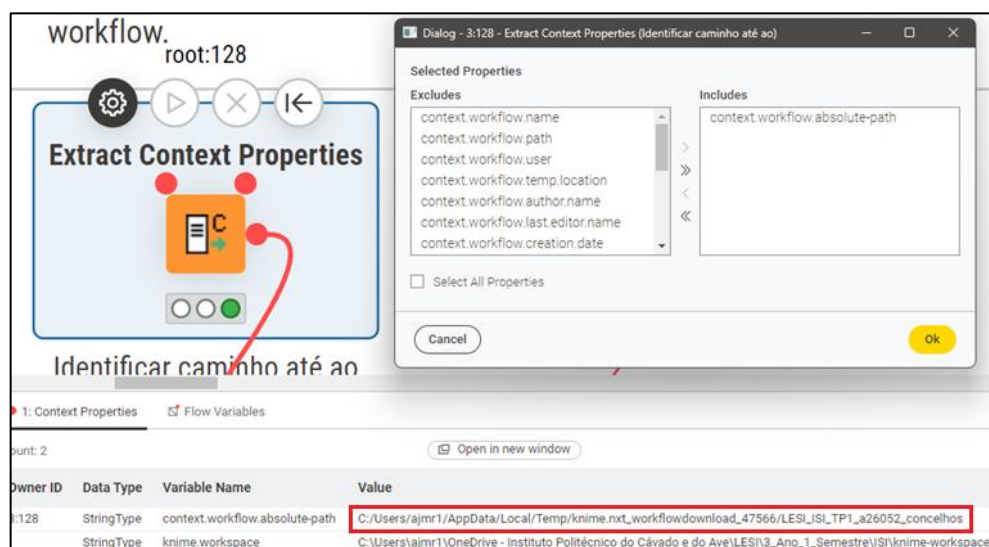 workflow.
root:128
Extract Context Properties
C
Identificar caminho até ao
Dialog - 3:128 - Extract Context Properties (Identificar caminho até ao)
Selected Properties
Excludes
Includes
context.workflow.name
context.workflow.path
context.workflow.user
context.workflow.temp.location
context.workflow.author.name
context.workflow.last.editor.name
context.workflow.creation.date
context.workflow.absolute-path
Select All Properties
Cancel
Ok
1: Context Properties
Flow Variables
ount: 2
Open in new window
Owner ID Data Type Variable Name Value
3:128 StringType context.workflow.absolute-path C:/Users/ajmr1/AppData/Local/Temp/knime.nxt_workflowdownload_47566/LESI_ISI_TP1_a26052_concelhos
StringType knime.workspace C:\Users\ajmr1\OneDrive - Instituto Politécnico do Cávado e do Ave\LESI\3_Ano_1_Semestre\ISI\knime-workspace